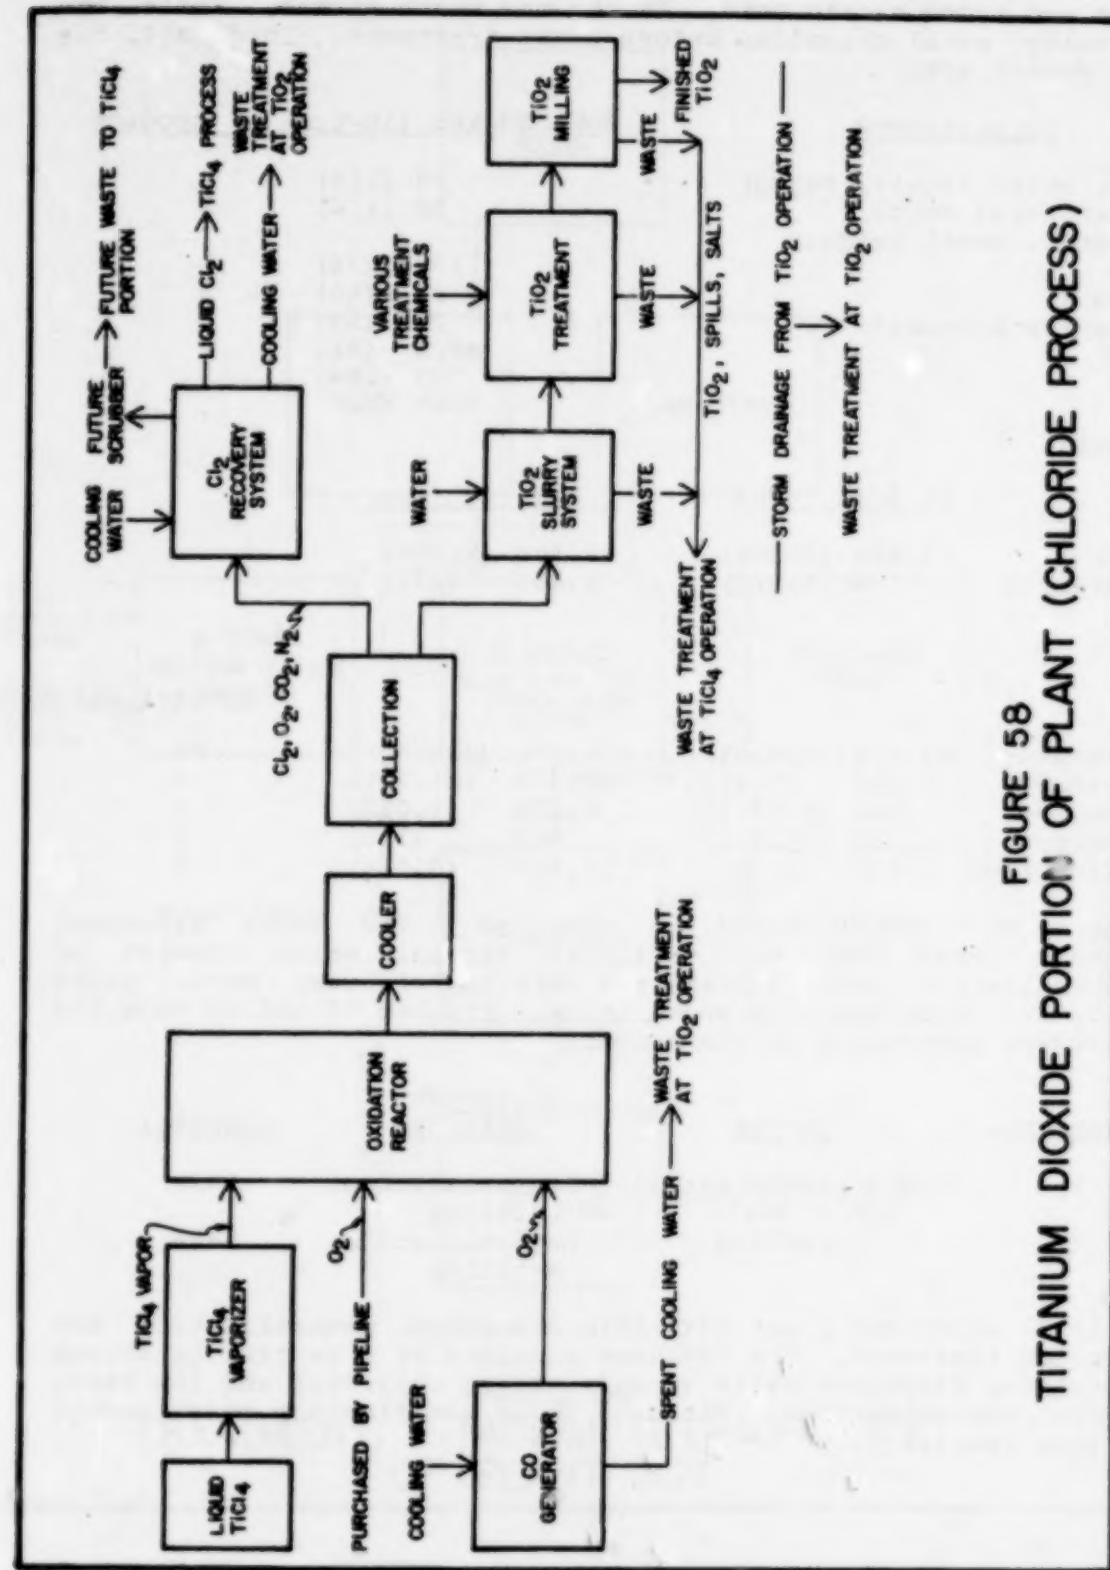 LIQUID
TiCl4
TiCl4
VAPORIZER
TiCl4 VAPOR
PURCHASED BY PIPELINE
O2
COOLING WATER
CO
GENERATOR
O2
SPENT COOLING WATER
WASTE TREATMENT
AT TiO2 OPERATION
OXIDATION
REACTOR
COOLER
COLLECTION
Cl2, O2, CO2, N2
COOLING
WATER
FUTURE
SCRUBBER
FUTURE WASTE TO TiCl4
PORTION
Cl2
RECOVERY
SYSTEM
LIQUID Cl2
TiCl4 PROCESS
COOLING WATER
WASTE
TREATMENT
AT TiO2
OPERATION
WATER
TiO2
SLURRY
SYSTEM
WASTE
VARIOUS
TREATMENT
CHEMICALS
TiO2
TREATMENT
WASTE
TiO2
MILLING
WASTE
FINISHED
TiO2
TiO2, SPILLS, SALTS
WASTE TREATMENT
AT TiCl4 OPERATION
STORM DRAINAGE FROM TiO2 OPERATION
WASTE TREATMENT AT TiO2 OPERATION
FIGURE 58
TITANIUM DIOXIDE PORTION OF PLANT (CHLORIDE PROCESS)